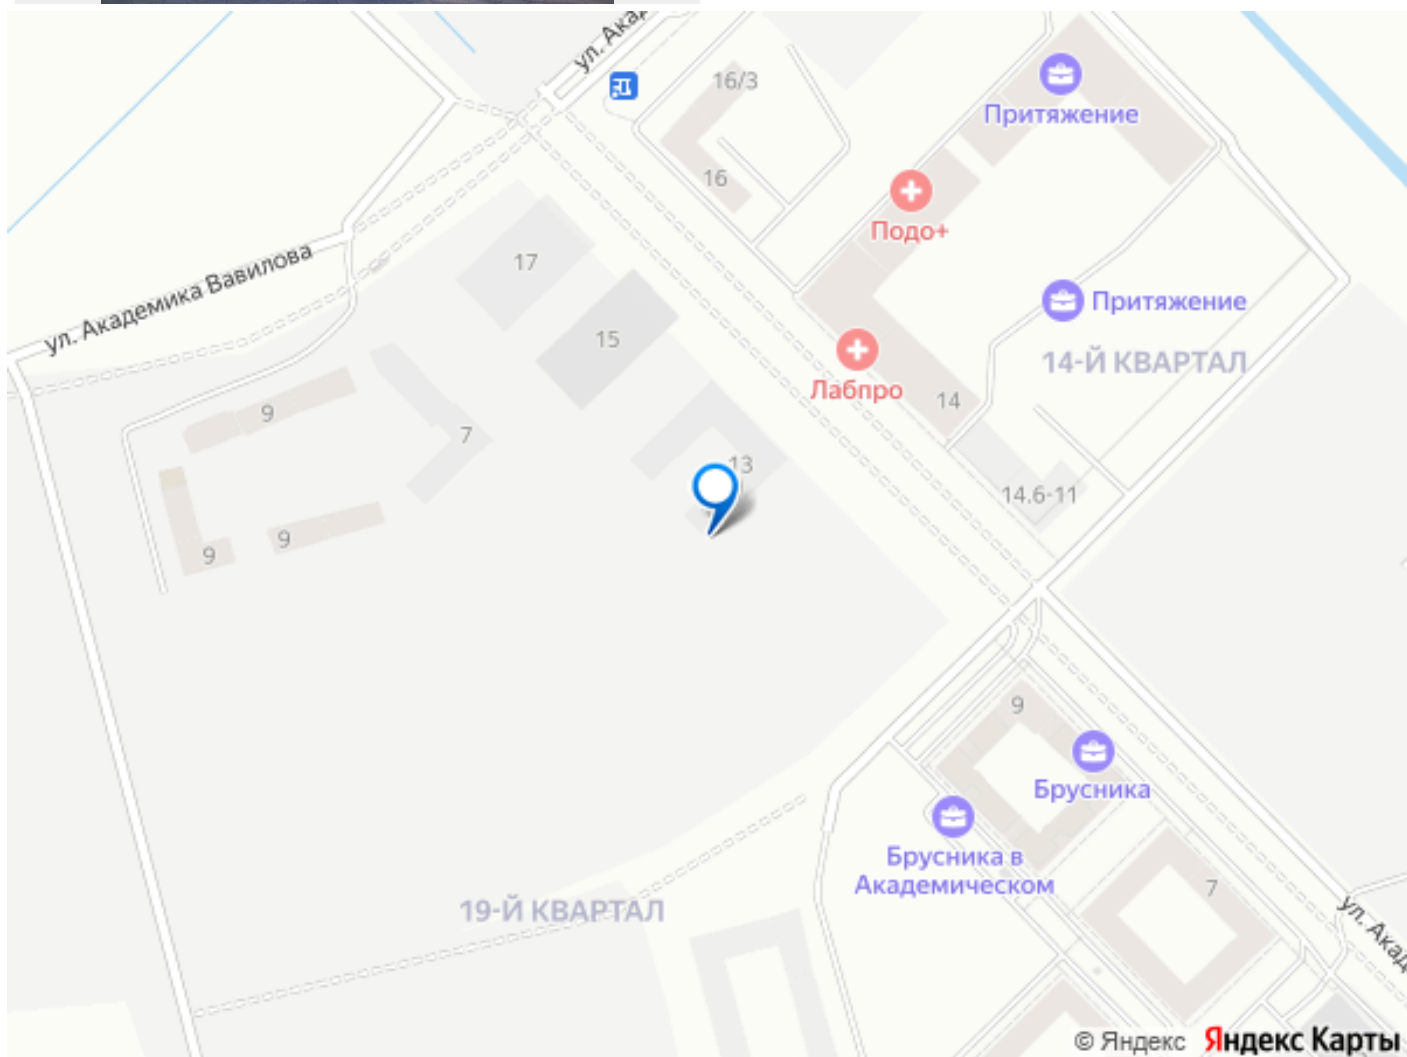 ул. Акад
16/3
Притяжение
16
Подо+
17
ул. Академика Вавилова
Притяжение
15
14-Й КВАРТАЛ
Лабпро
14
9
7
13
14.6-11
9
9
9
Брусника
Брусника в
Академическом
7
19-Й КВАРТАЛ
ул. Акад
© Яндекс Яндекс Карты